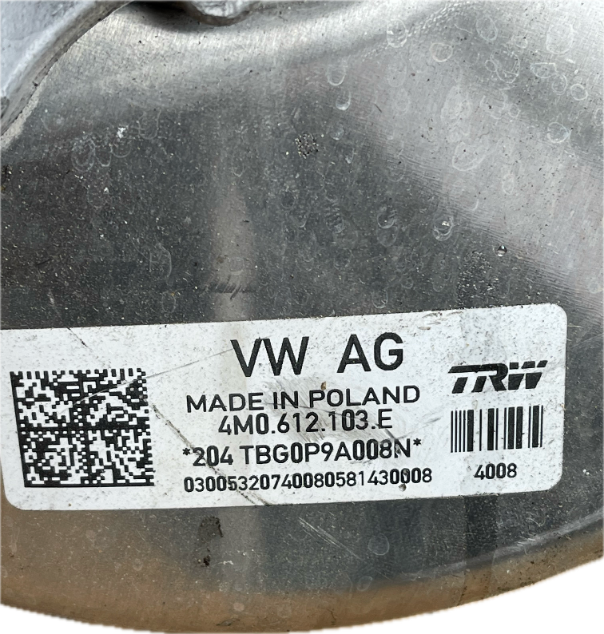 VW AG
TRW
MADE IN POLAND
4M0.612.103.E
*204 TBG0P9A008N*
03005320740080581430008
4008